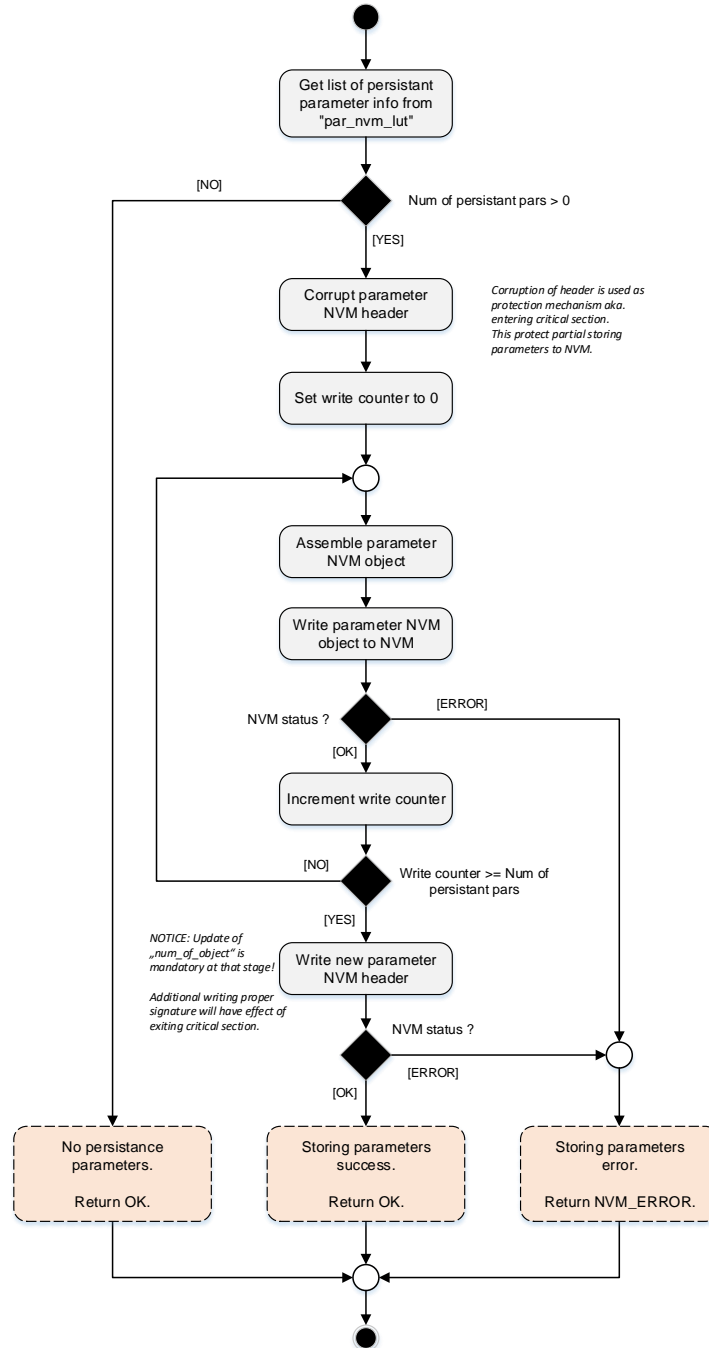 Get list of persistant
parameter info from
"par_nvm_lut"
[NO]
Num of persistant pars > 0
[YES]
Corrupt parameter
NVM header
Corruption of header is used as
protection mechanism aka.
entering critical section.
This protect partial storing
parameters to NVM.
Set write counter to 0
Assemble parameter
NVM object
Write parameter NVM
object to NVM
[ERROR]
NVM status ?
[OK]
Increment write counter
[NO]
Write counter >= Num of
persistant pars
[YES]
NOTICE: Update of
„num_of_object“ is
mandatory at that stage!
Additional writing proper
signature will have effect of
exiting critical section.
Write new parameter
NVM header
NVM status ?
[ERROR]
[OK]
No persistance
parameters.
Return OK.
Storing parameters
success.
Return OK.
Storing parameters
error.
Return NVM_ERROR.